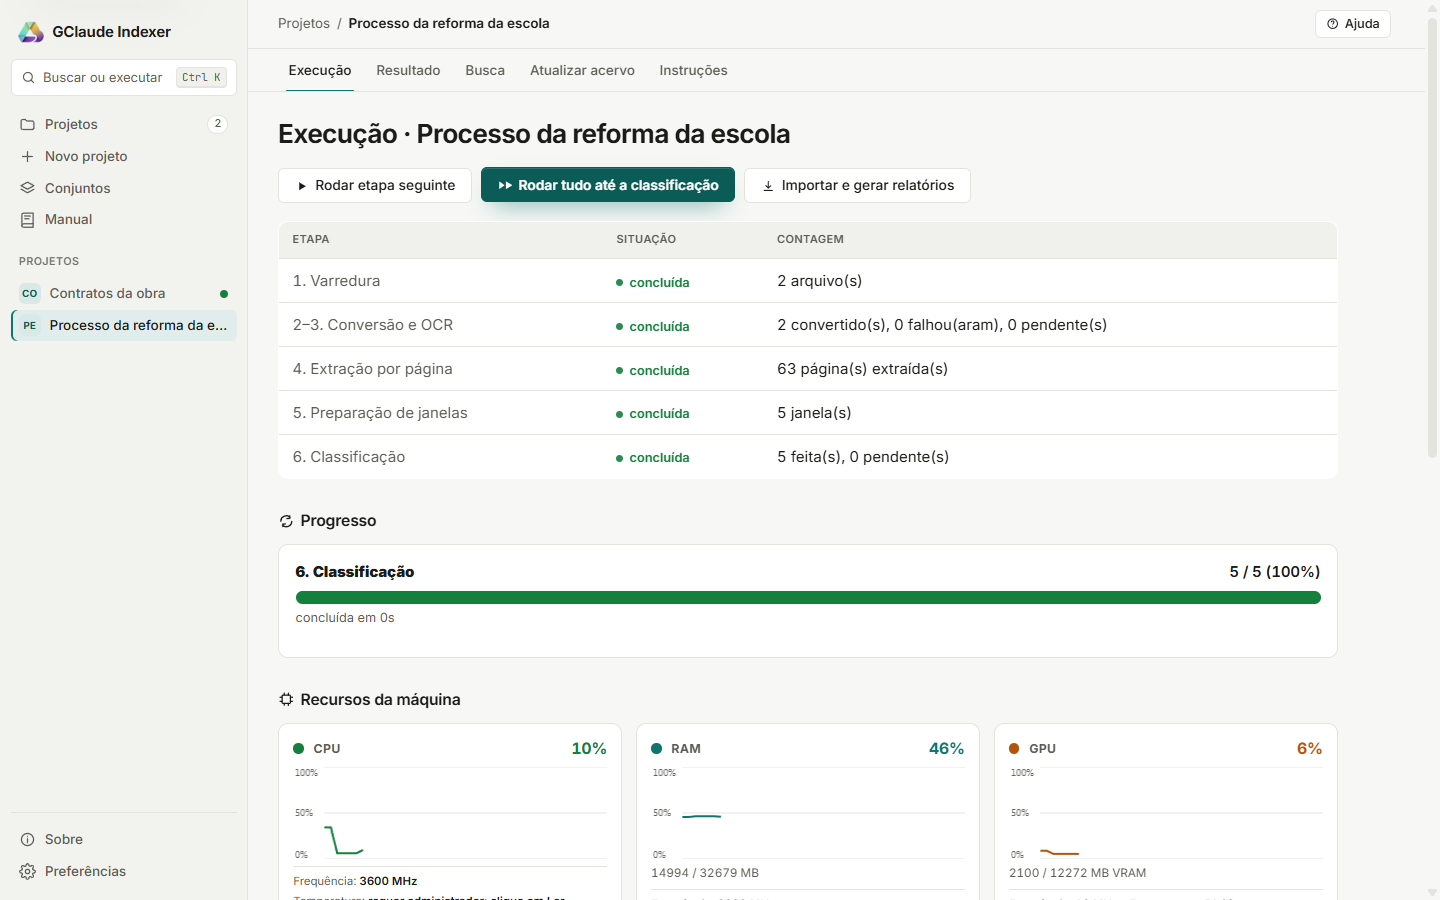 GClaude Indexer
Buscar ou executar Ctrl K
Projetos 2
Novo projeto
Conjuntos
Manual
PROJETOS
CO Contratos da obra
PE Processo da reforma da e...
Sobre
Preferências
Projetos / Processo da reforma da escola
Ajuda
Execução Resultado Busca Atualizar acervo Instruções
Execução · Processo da reforma da escola
Rodar etapa seguinte Rodar tudo até a classificação Importar e gerar relatórios
ETAPA SITUAÇÃO CONTAGEM
1. Varredura concluída 2 arquivo(s)
2–3. Conversão e OCR concluída 2 convertido(s), 0 falhou(aram), 0 pendente(s)
4. Extração por página concluída 63 página(s) extraída(s)
5. Preparação de janelas concluída 5 janela(s)
6. Classificação concluída 5 feita(s), 0 pendente(s)
Progresso
6. Classificação 5 / 5 (100%)
concluída em 0s
Recursos da máquina
CPU 10%
100%
50%
0%
Frequência: 3600 MHz
RAM 46%
100%
50%
0%
14994 / 32679 MB
GPU 6%
100%
50%
0%
2100 / 12272 MB VRAM